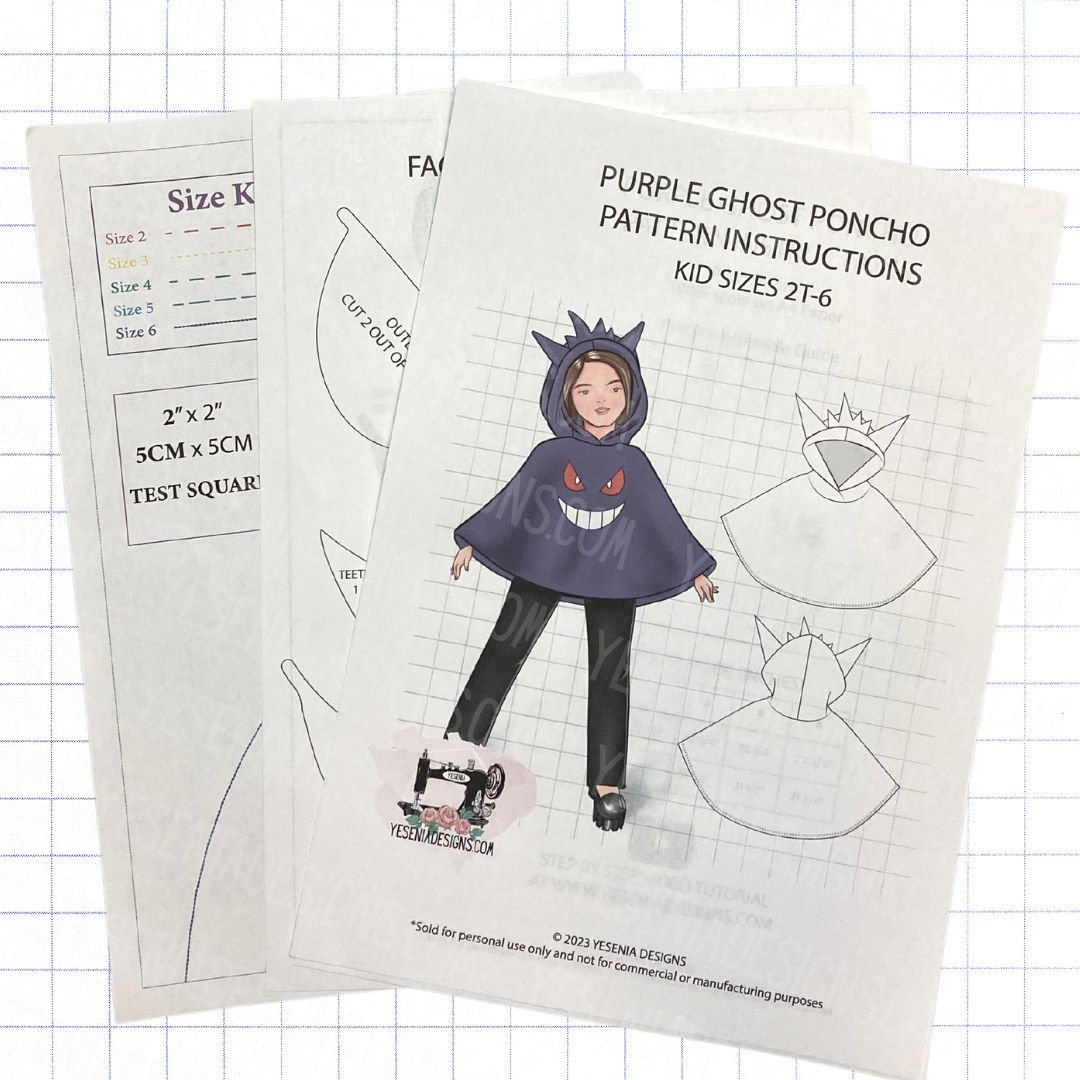 Size K
Size 2
Size 3
Size 4
Size 5
Size 6
2" x 2"
5CM x 5CM
TEST SQUAR
FAC
CUT 2 OUT OF
TEET
1
PURPLE GHOST PONCHO
PATTERN INSTRUCTIONS
KID SIZES 2T-6
YESENIA
YESENIADESIGNS.COM
© 2023 YESENIA DESIGNS
*Sold for personal use only and not for commercial or manufacturing purposes